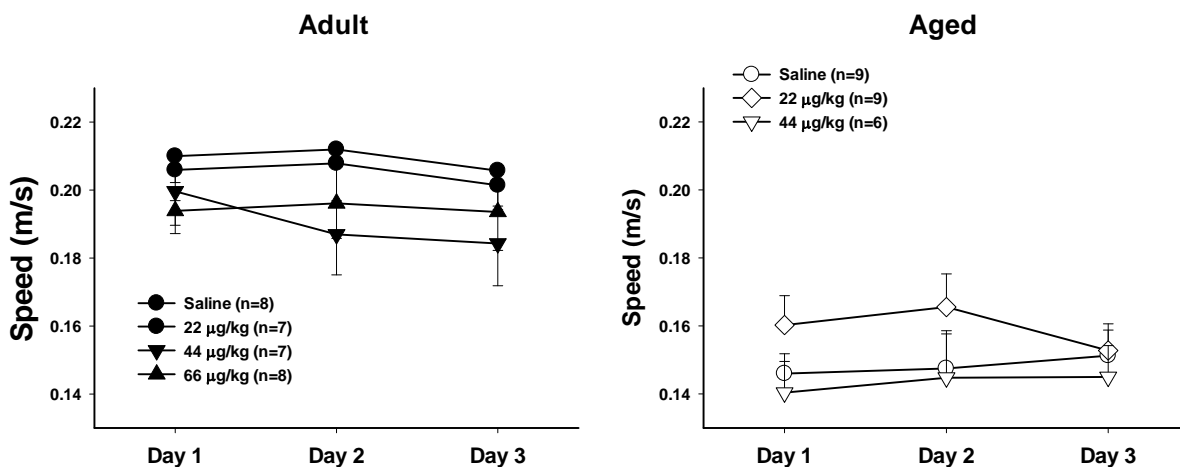 Adult
Speed (m/s)
0.22
0.20
0.18
0.16
0.14
Saline (n=8)
22 μg/kg (n=7)
44 μg/kg (n=7)
66 μg/kg (n=8)
Day 1 Day 2 Day 3
Aged
Speed (m/s)
Saline (n=9)
22 μg/kg (n=9)
44 μg/kg (n=6)
0.22
0.20
0.18
0.16
0.14
Day 1 Day 2 Day 3